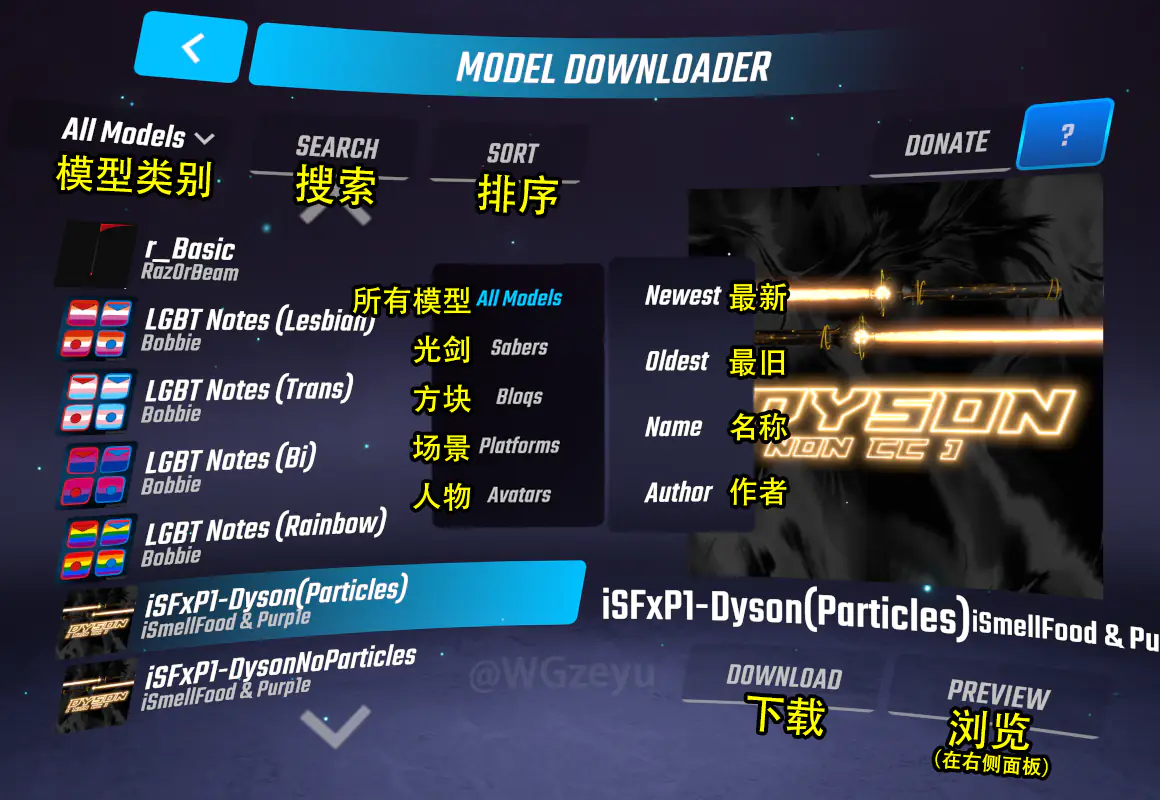 MODEL DOWNLOADER
All Models
模型类别
SEARCH
搜索
SORT
排序
DONATE
?
r_Basic
RazOrBeam
LGBT Notes (Lesbian)
Bobbie
LGBT Notes (Trans)
Bobbie
LGBT Notes (Bi)
Bobbie
LGBT Notes (Rainbow)
Bobbie
iSFxP1-Dyson(Particles)
iSmellFood & Purp1e
iSFxP1-DysonNoParticles
iSmellFood & Purp1e
所有模型 All Models
光剑 Sabers
方块 Bloqs
场景 Platforms
人物 Avatars
Newest 最新
Oldest 最旧
Name 名称
Author 作者
DYSON
NON CC J
iSFxP1-Dyson(Particles) iSmellFood & Pu
@WGzeyu
DOWNLOAD
下载
PREVIEW
浏览
(在右侧面板)